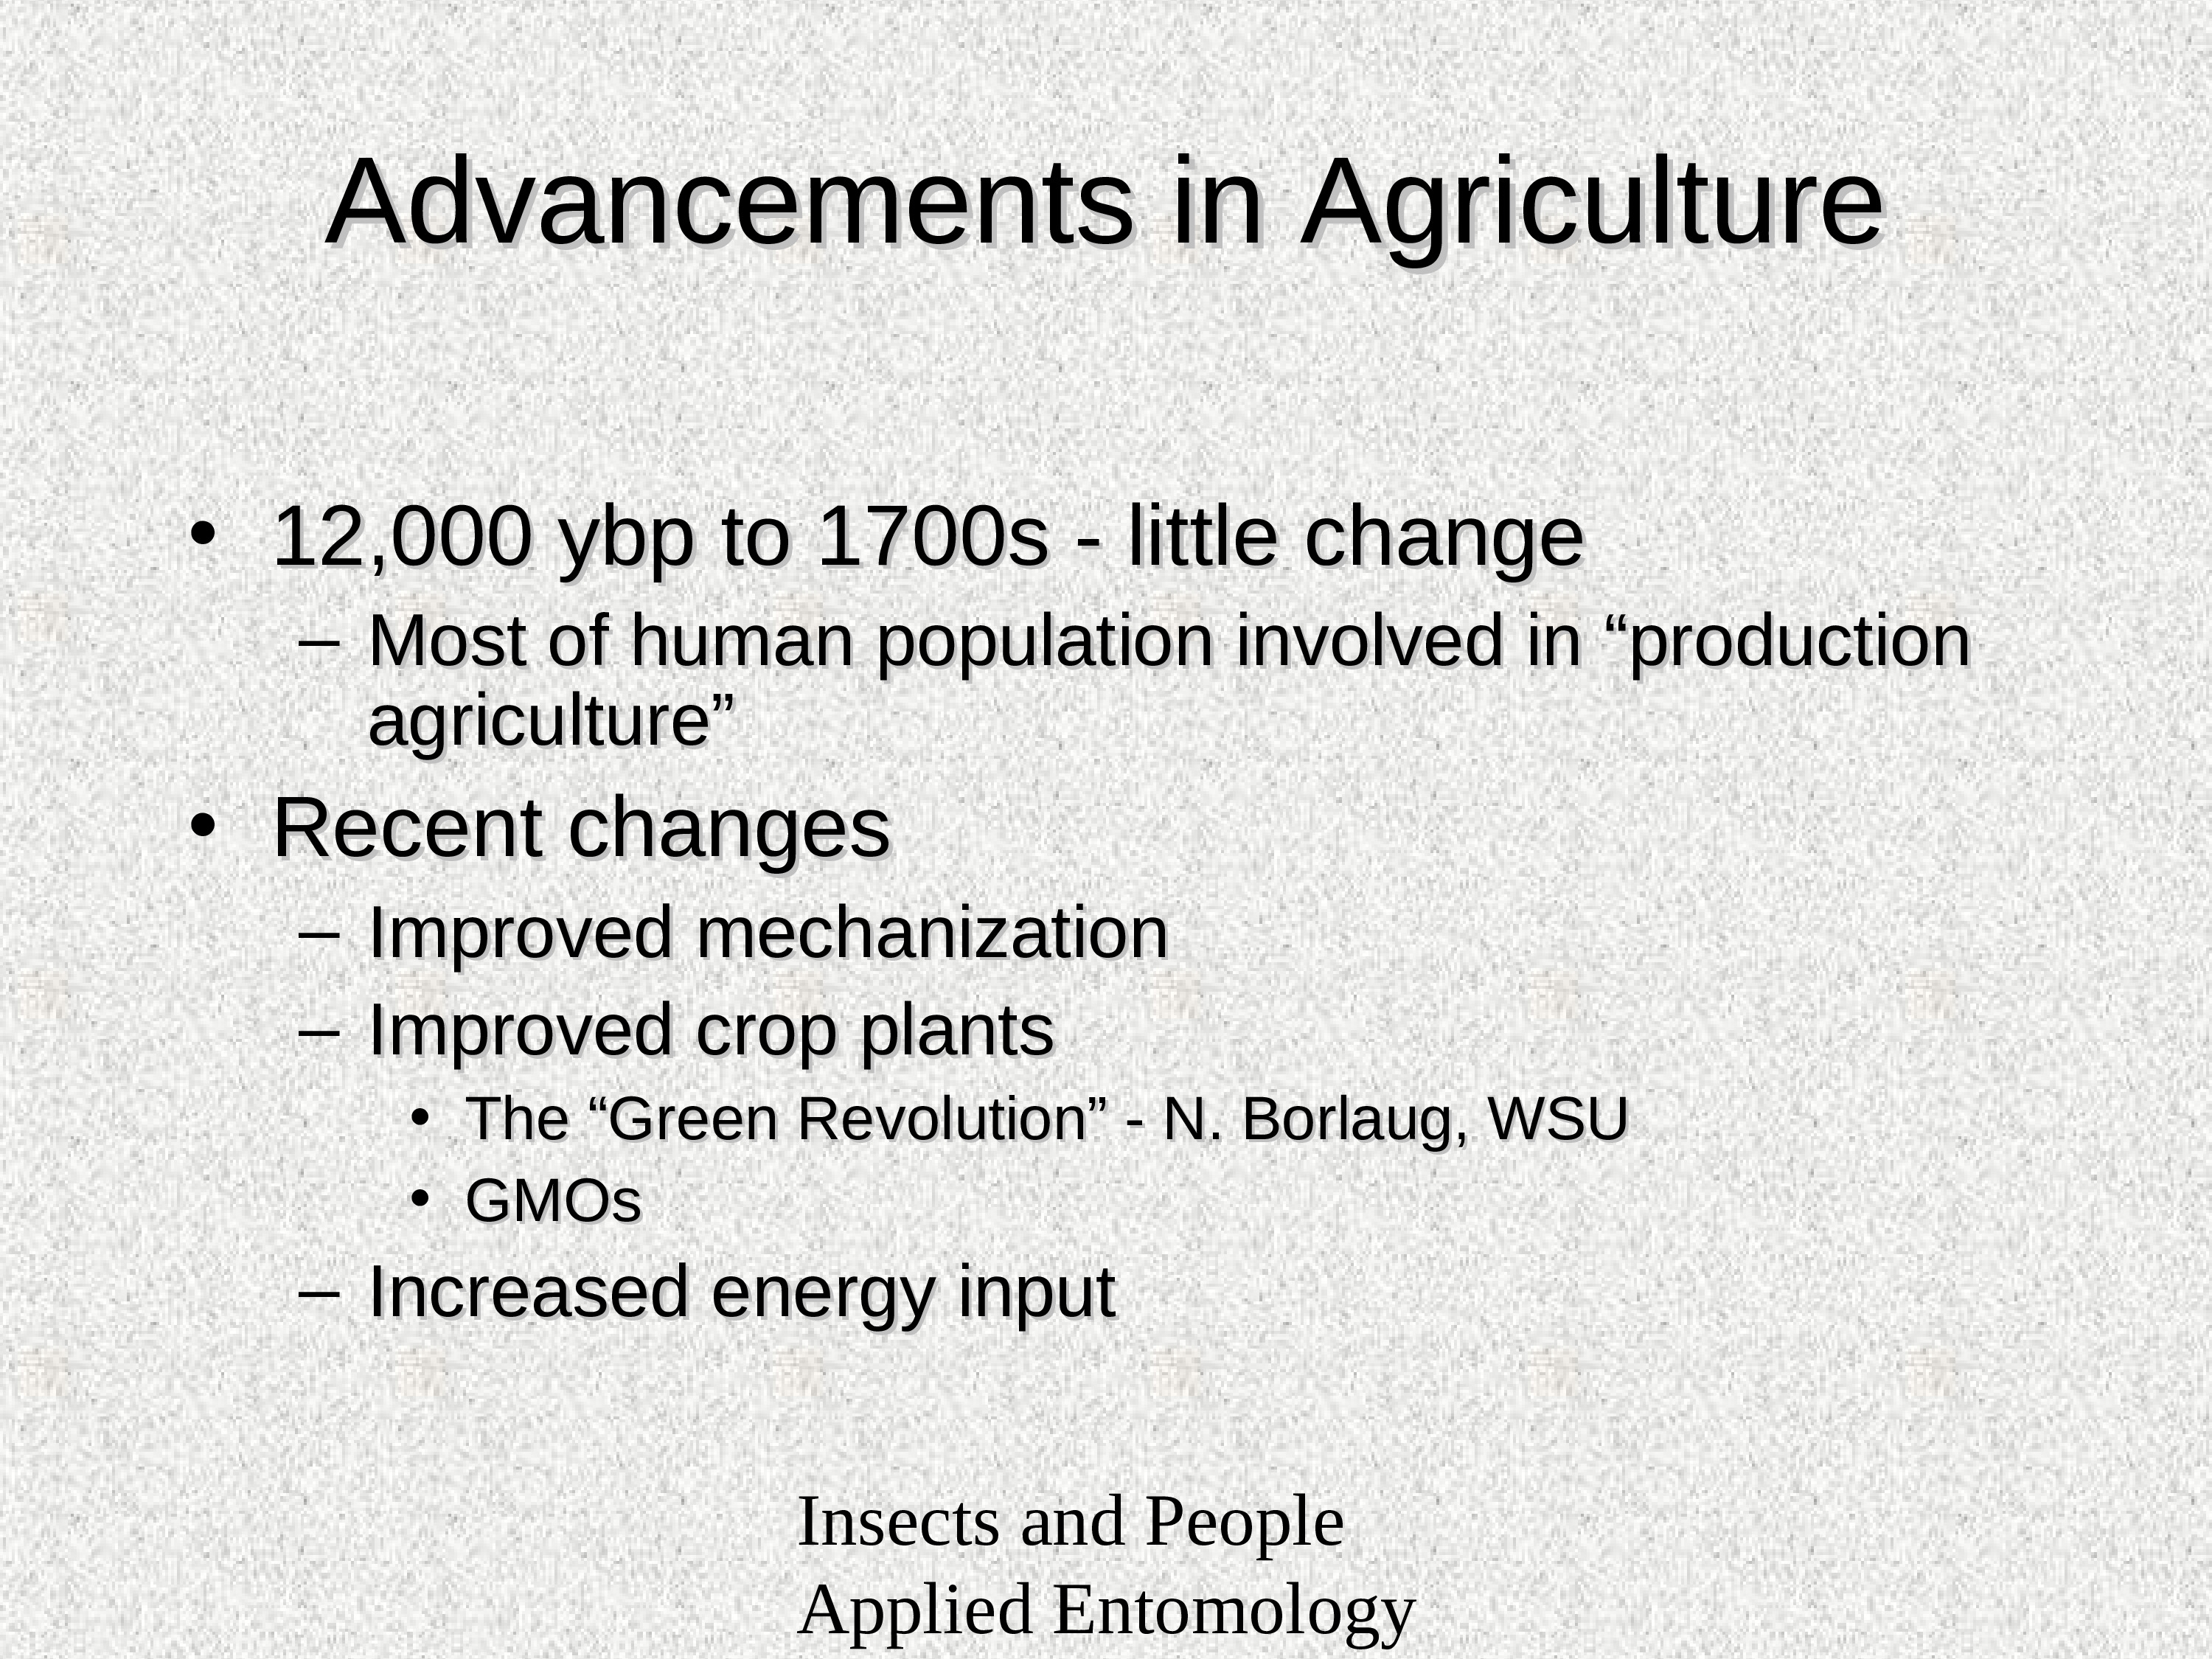 Advancements in Agriculture
• 12,000 ybp to 1700s - little change
– Most of human population involved in “production
agriculture”
• Recent changes
– Improved mechanization
– Improved crop plants
• The “Green Revolution” - N. Borlaug, WSU
• GMOs
– Increased energy input
Insects and People
Applied Entomology